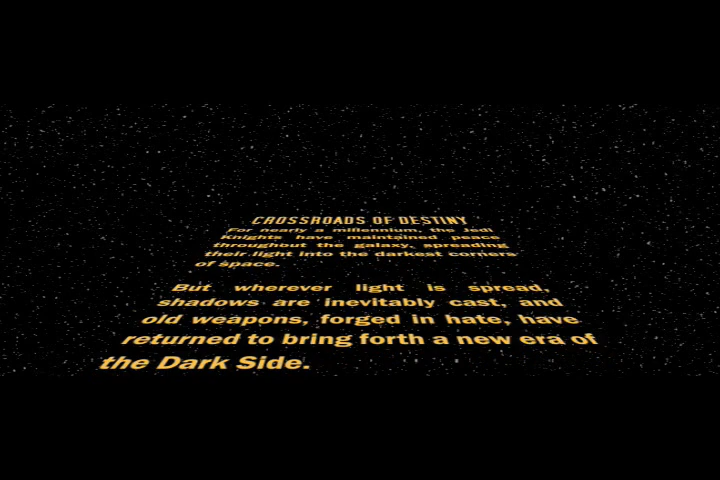 CROSSROADS OF DESTINY
For nearly a millennium, the Jedi
Knights have maintained peace
throughout the galaxy, spreading
their light into the darkest corners
of space.
But wherever light is spread,
shadows are inevitably cast, and
old weapons, forged in hate, have
returned to bring forth a new era of
the Dark Side.